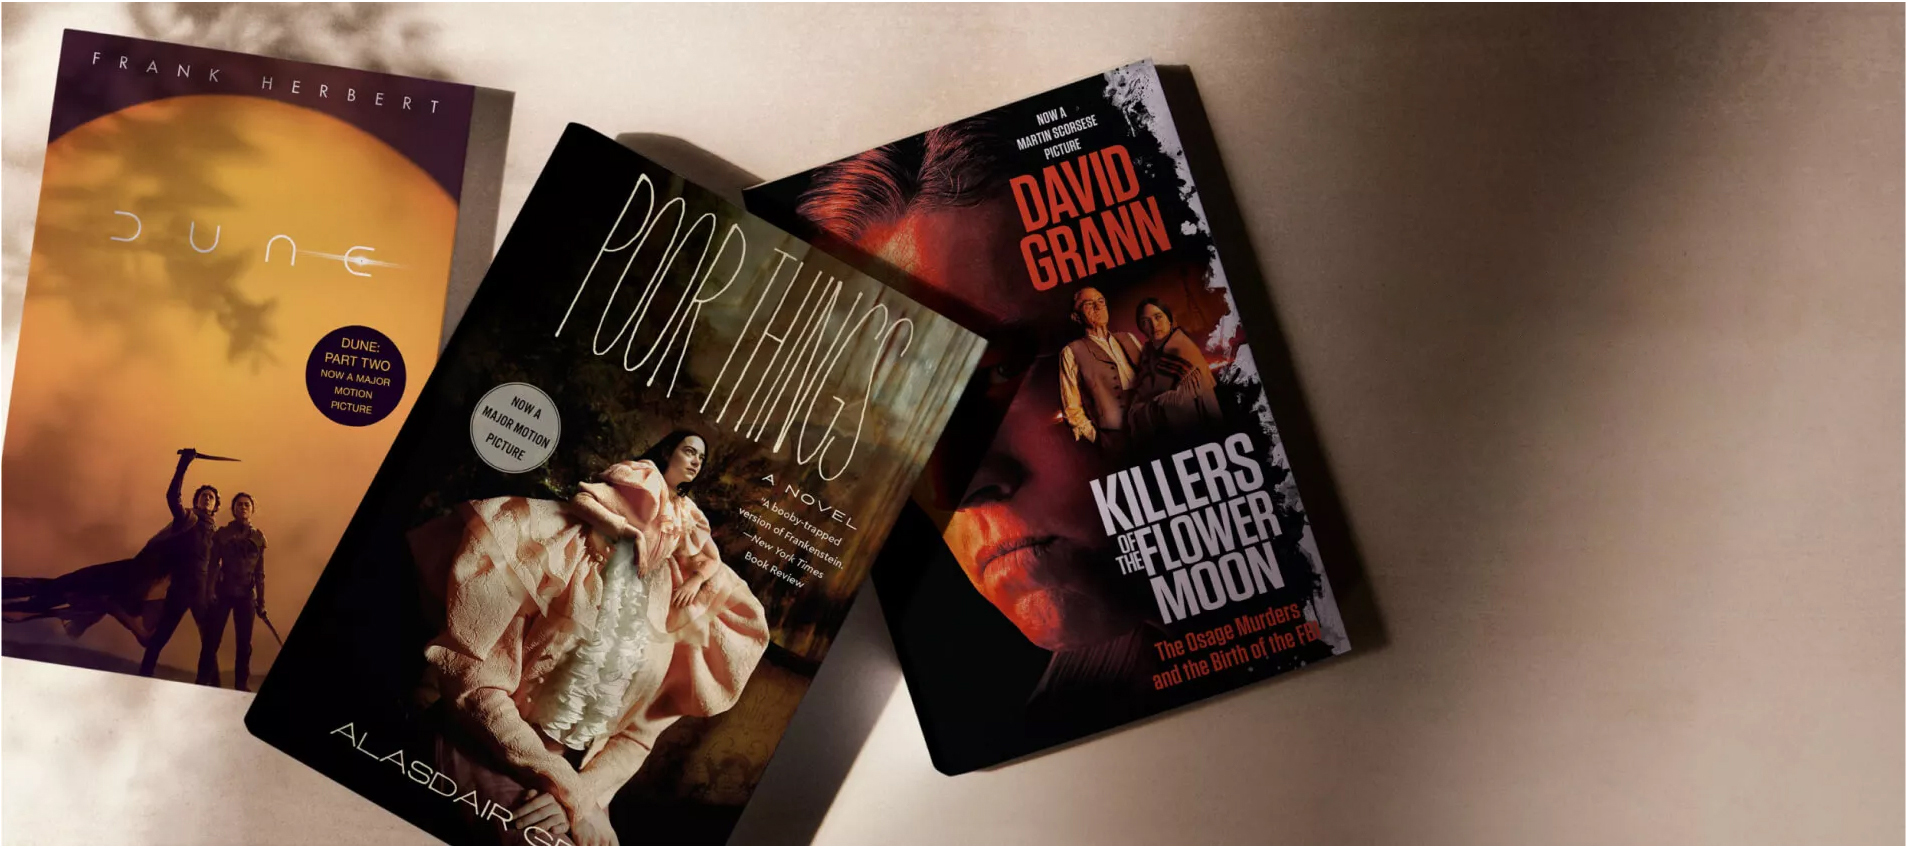 FRANK HERBERT
DUNE
DUNE:
PART TWO
NOW A MAJOR
MOTION
PICTURE
POOR THINGS
NOW A
MAJOR MOTION
PICTURE
A NOVEL
"A booby-trapped
version of Frankenstein.
—New York Times
Book Review
ALASDAIR
NOW A
MARTIN SCORSESE
PICTURE
DAVID
GRANN
KILLERS
OF
THE FLOWER
MOON
The Osage Murders
and the Birth of the FBI